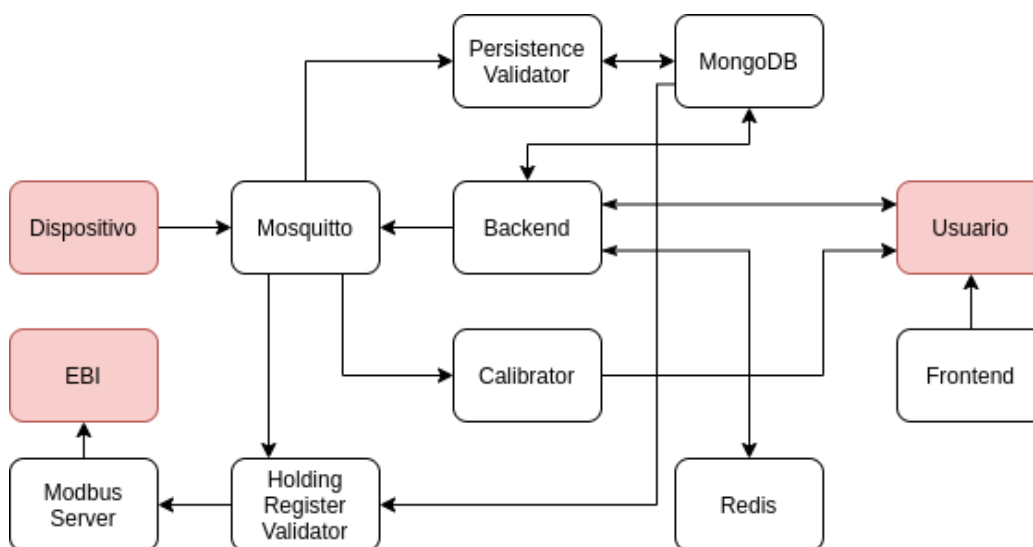 Persistence
Validator
MongoDB
Dispositivo
Mosquitto
Backend
Usuario
EBI
Calibrator
Frontend
Modbus
Server
Holding
Register
Validator
Redis